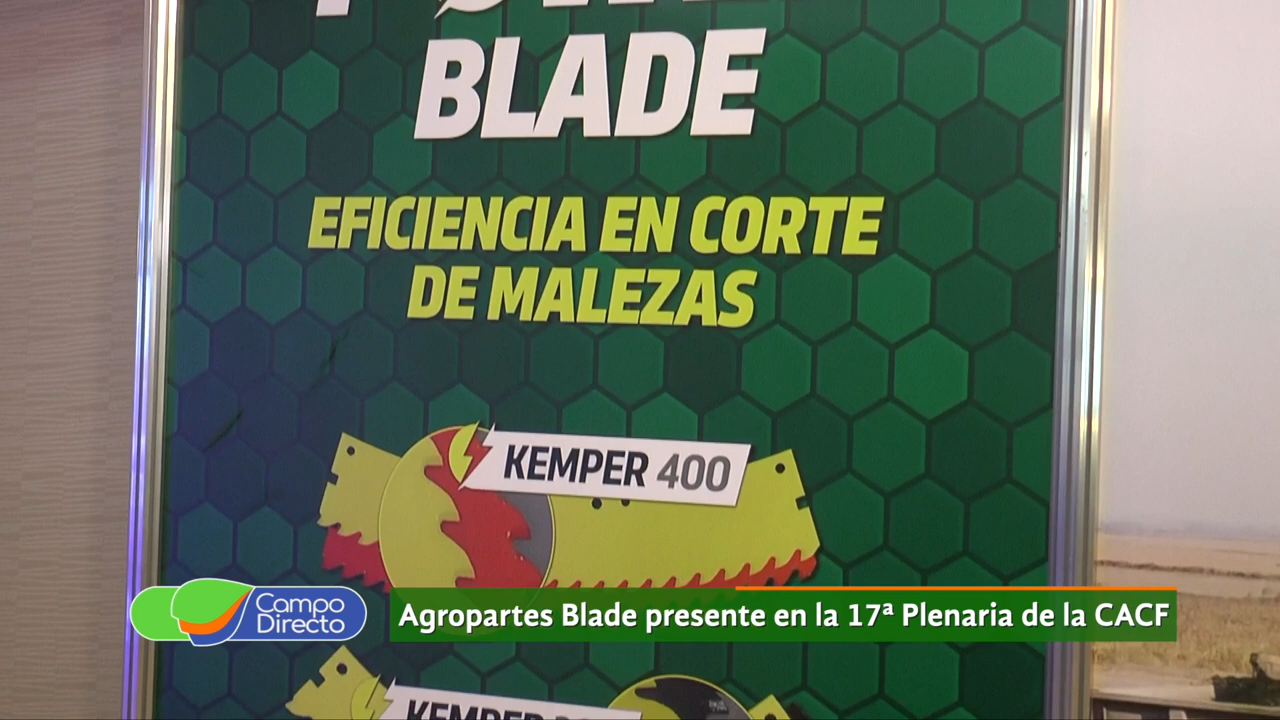 BLADE
EFICIENCIA EN CORTE
DE MALEZAS
KEMPER 400
Campo
Directo
Agropartes Blade presente en la 17ª Plenaria de la CACF
KEMPER